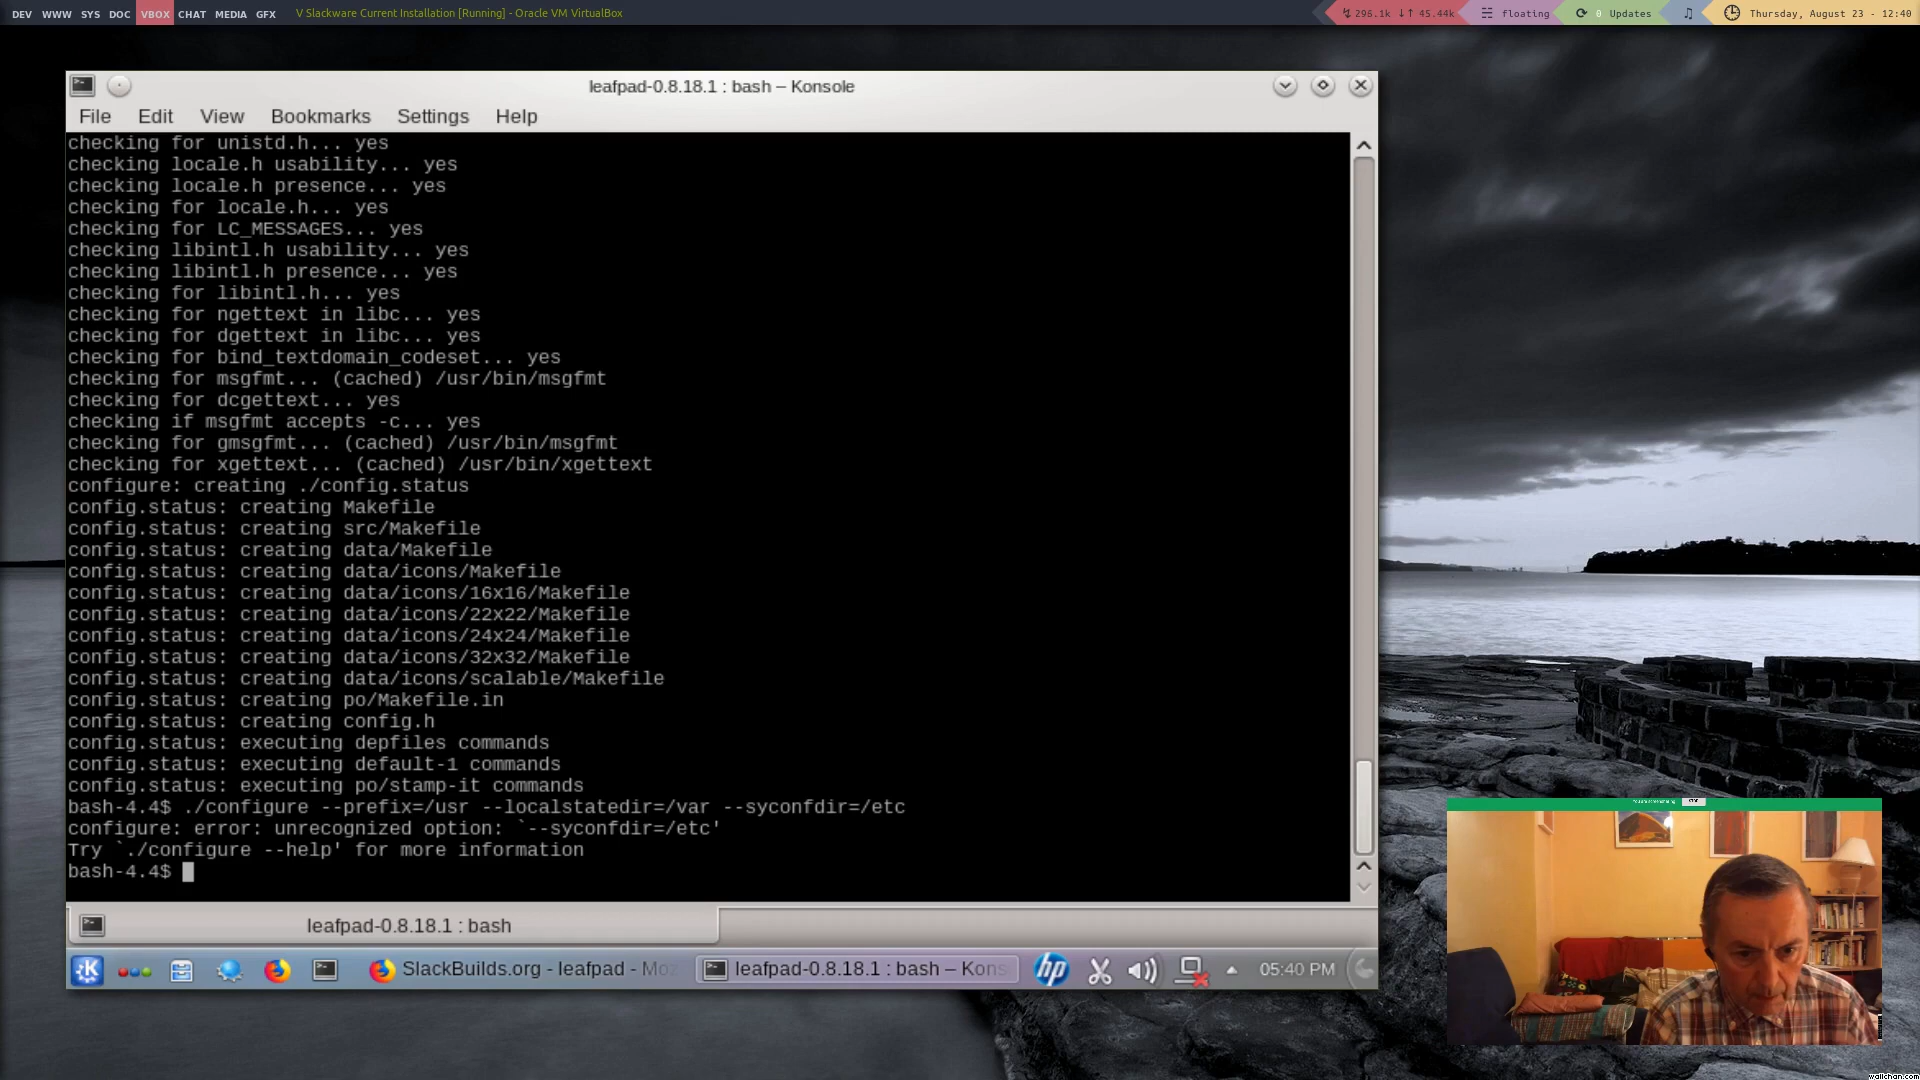 DEV WWW SYS DOC VBOX CHAT MEDIA GFX V Slackware Current Installation [Running] - Oracle VM VirtualBox 296.1k ↓↑ 45.44k floating 0 Updates Thursday, August 23 - 12:40
leafpad-0.8.18.1 : bash – Konsole
File Edit View Bookmarks Settings Help
checking for unistd.h... yes
checking locale.h usability... yes
checking locale.h presence... yes
checking for locale.h... yes
checking for LC_MESSAGES... yes
checking libintl.h usability... yes
checking libintl.h presence... yes
checking for libintl.h... yes
checking for ngettext in libc... yes
checking for dgettext in libc... yes
checking for bind_textdomain_codeset... yes
checking for msgfmt... (cached) /usr/bin/msgfmt
checking for dcgettext... yes
checking if msgfmt accepts -c... yes
checking for gmsgfmt... (cached) /usr/bin/msgfmt
checking for xgettext... (cached) /usr/bin/xgettext
configure: creating ./config.status
config.status: creating Makefile
config.status: creating src/Makefile
config.status: creating data/Makefile
config.status: creating data/icons/Makefile
config.status: creating data/icons/16x16/Makefile
config.status: creating data/icons/22x22/Makefile
config.status: creating data/icons/24x24/Makefile
config.status: creating data/icons/32x32/Makefile
config.status: creating data/icons/scalable/Makefile
config.status: creating po/Makefile.in
config.status: creating config.h
config.status: executing depfiles commands
config.status: executing default-1 commands
config.status: executing po/stamp-it commands
bash-4.4$ ./configure --prefix=/usr --localstatedir=/var --syconfdir=/etc
configure: error: unrecognized option: `--syconfdir=/etc'
Try `./configure --help' for more information
bash-4.4$
leafpad-0.8.18.1 : bash
SlackBuilds.org - leafpad - Moz leafpad-0.8.18.1 : bash – Kons hp 05:40 PM
wallchan.com